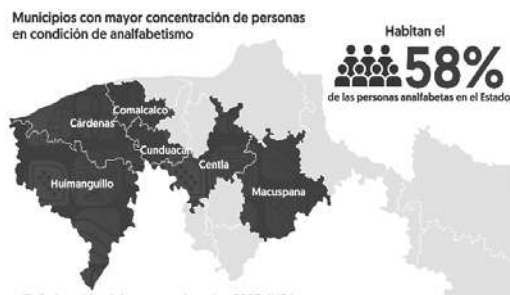 Municipios con mayor concentración de personas
en condición de analfabetismo
Habitan el
58%
de las personas analfabetas en el Estado
Comalcalco
Cárdenas
Cunduacá
Centla
Huimanguillo
Macuspana